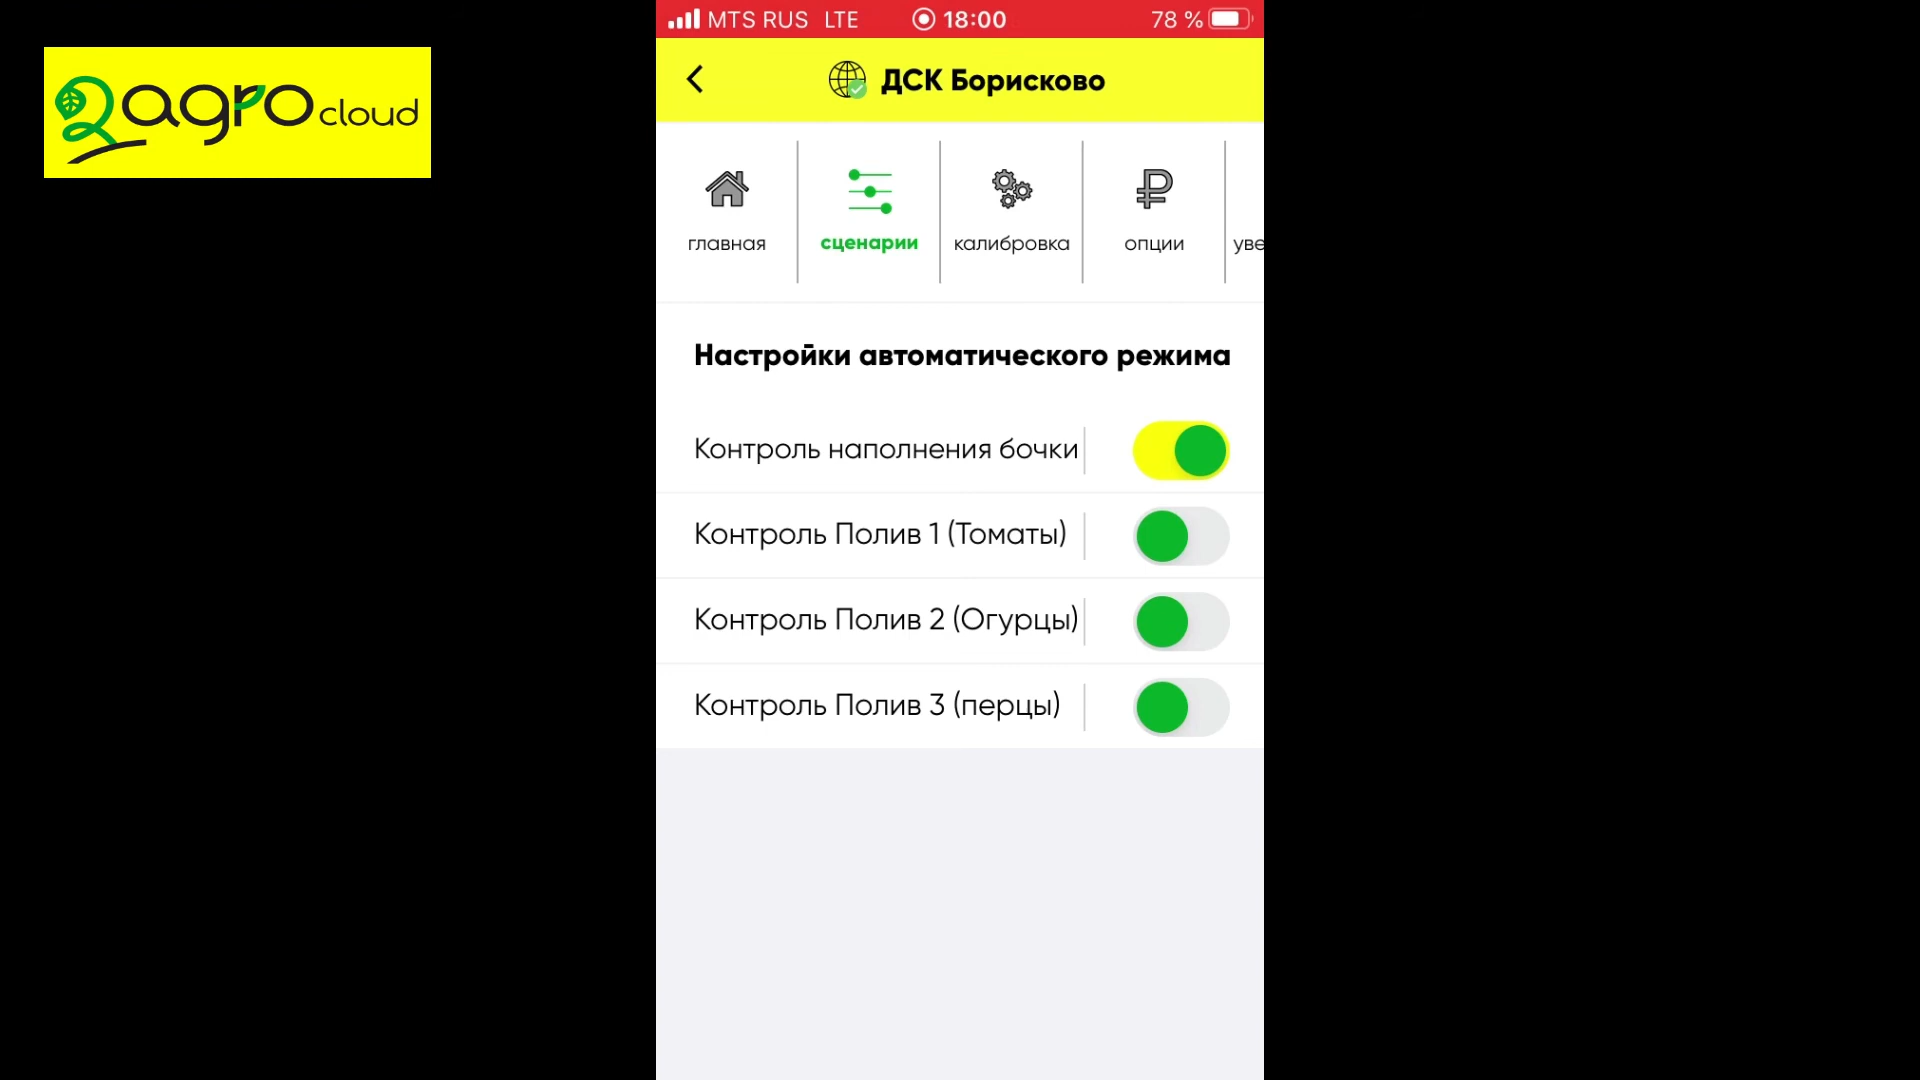 MTS RUS LTE 18:00 78 %
agro cloud
ДСК Борисково
главная
сценарии
калибровка
опции
уве
Настройки автоматического режима
Контроль наполнения бочки
Контроль Полив 1 (Томаты)
Контроль Полив 2 (Огурцы)
Контроль Полив 3 (перцы)